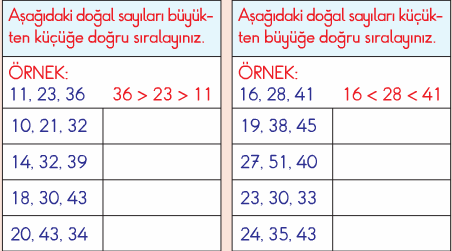 Aşağıdaki doğal sayıları büyük-
ten küçüğe doğru sıralayınız.
ÖRNEK:
11, 23, 36 36 > 23 > 11
10, 21, 32
14, 32, 39
18, 30, 43
20, 43, 34
Aşağıdaki doğal sayıları küçük-
ten büyüğe doğru sıralayınız.
ÖRNEK:
16, 28, 41 16 < 28 < 41
19, 38, 45
27, 51, 40
23, 30, 33
24, 35, 43